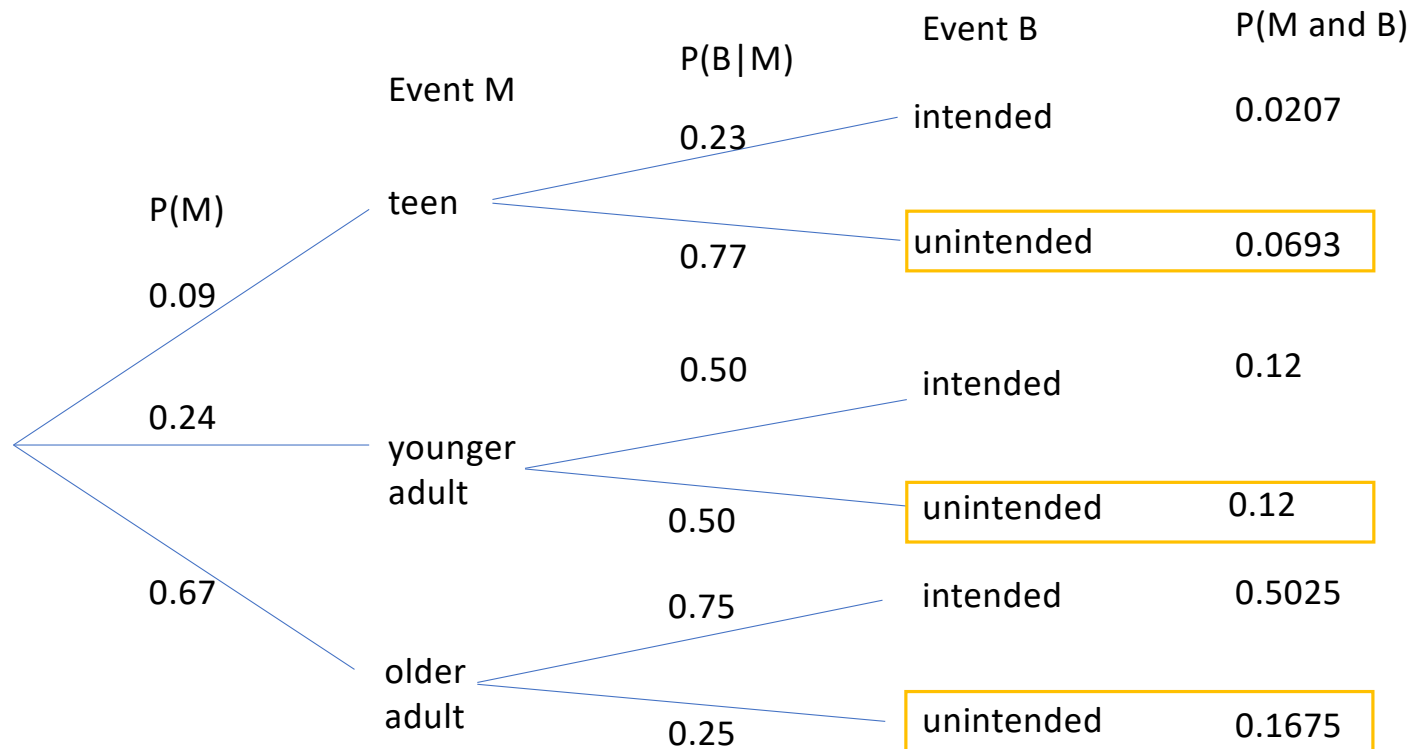 Event B
P(M and B)
P(B|M)
Event M
intended
0.0207
0.23
teen
P(M)
unintended
0.0693
0.77
0.09
0.50
intended
0.12
0.24
younger
adult
unintended
0.12
0.50
0.67
0.75
intended
0.5025
older
adult
unintended
0.1675
0.25